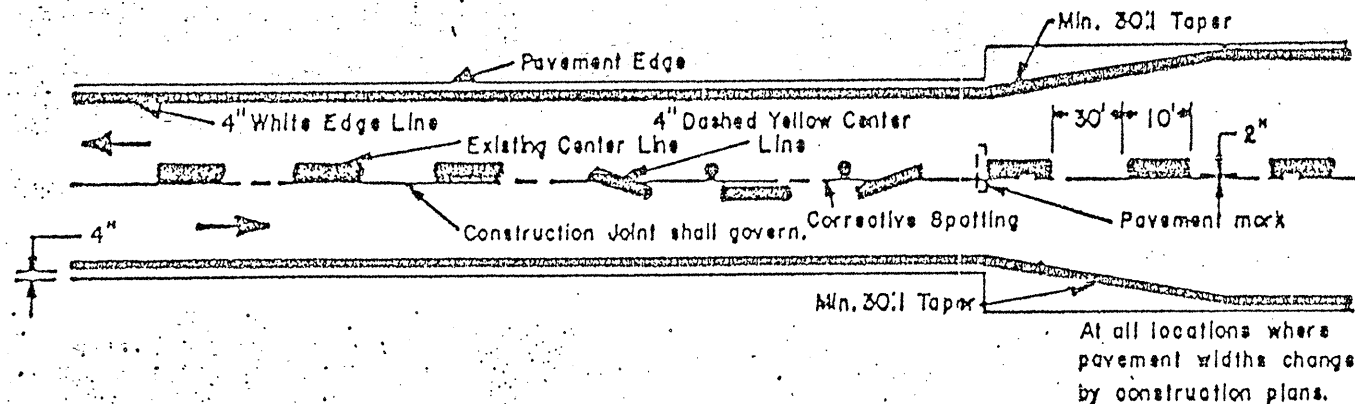 Min. 30:1 Taper
Pavement Edge
4" White Edge Line
4" Dashed Yellow Center
Line
30'
10'
2"
Existing Center Line
4"
Construction Joint shall govern.
Corrective Spotting
Pavement mark
Min. 30:1 Taper
At all locations where
pavement widths change
by construction plans.